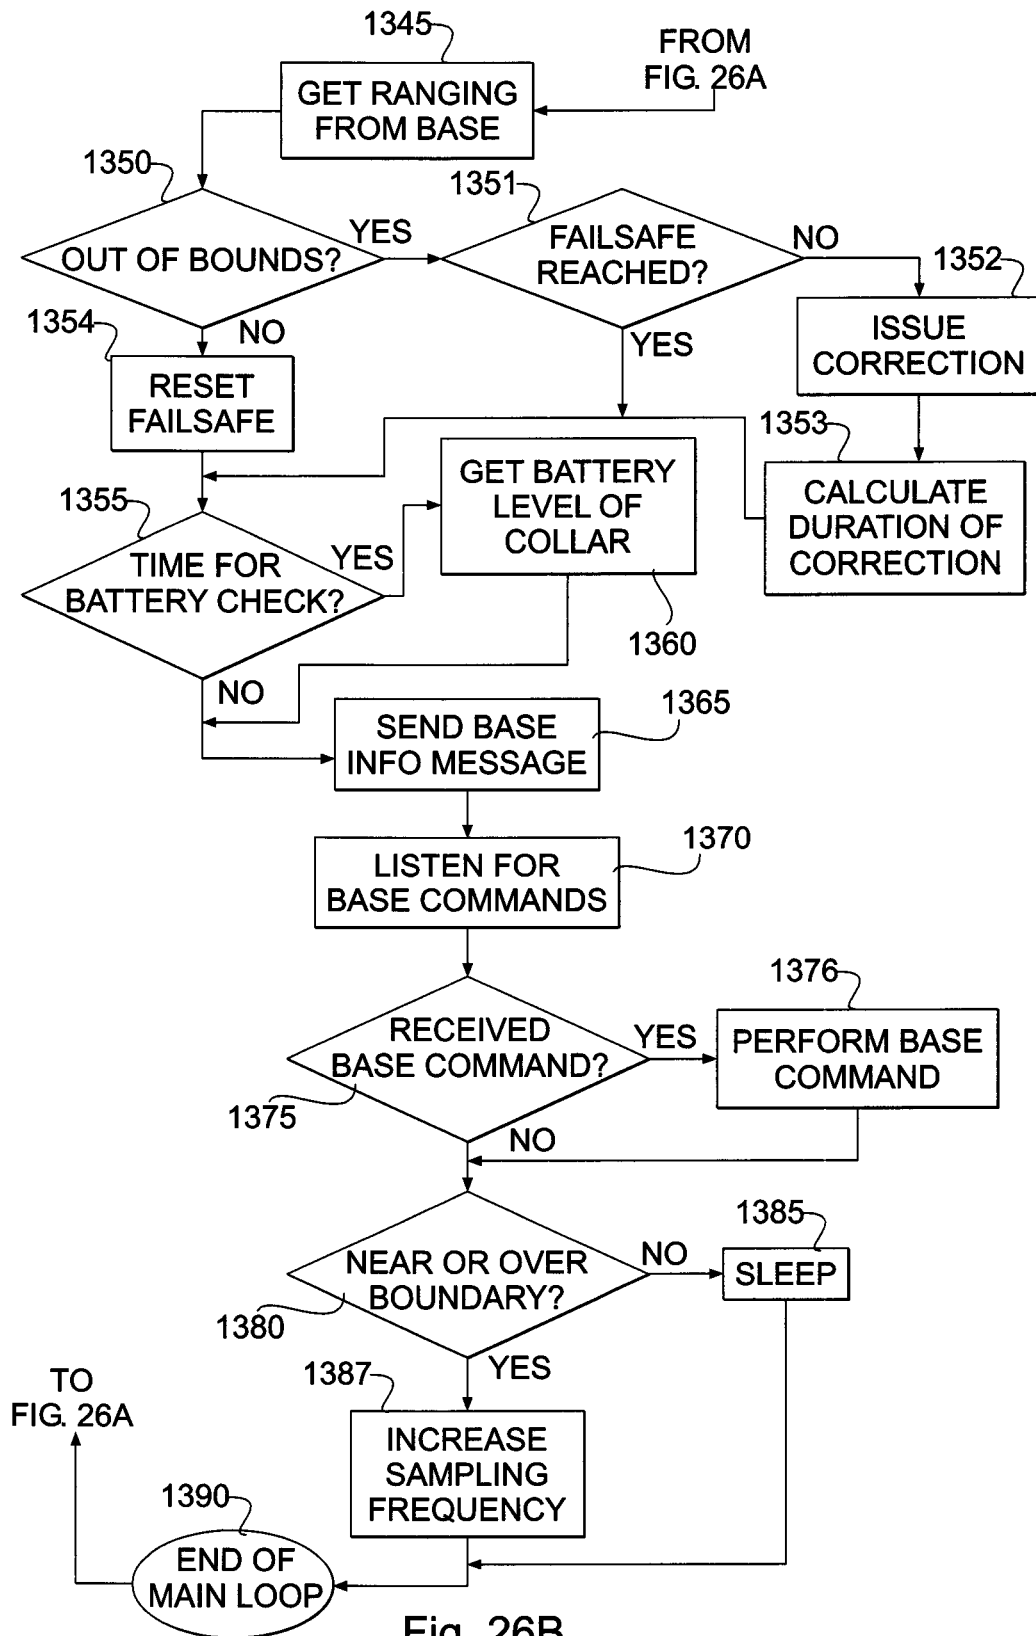 1345
FROM
FIG. 26A
GET RANGING
FROM BASE
1350
1351
OUT OF BOUNDS?
YES
FAILSAFE
REACHED?
NO
1352
ISSUE
CORRECTION
1354
NO
YES
RESET
FAILSAFE
1353
GET BATTERY
LEVEL OF
COLLAR
CALCULATE
DURATION OF
CORRECTION
1355
TIME FOR
BATTERY CHECK?
YES
1360
NO
1365
SEND BASE
INFO MESSAGE
1370
LISTEN FOR
BASE COMMANDS
1376
RECEIVED
BASE COMMAND?
YES
PERFORM BASE
COMMAND
1375
NO
1385
NEAR OR OVER
BOUNDARY?
NO
SLEEP
1380
YES
1387
TO
FIG. 26A
INCREASE
SAMPLING
FREQUENCY
1390
END OF
MAIN LOOP
Fig. 26B